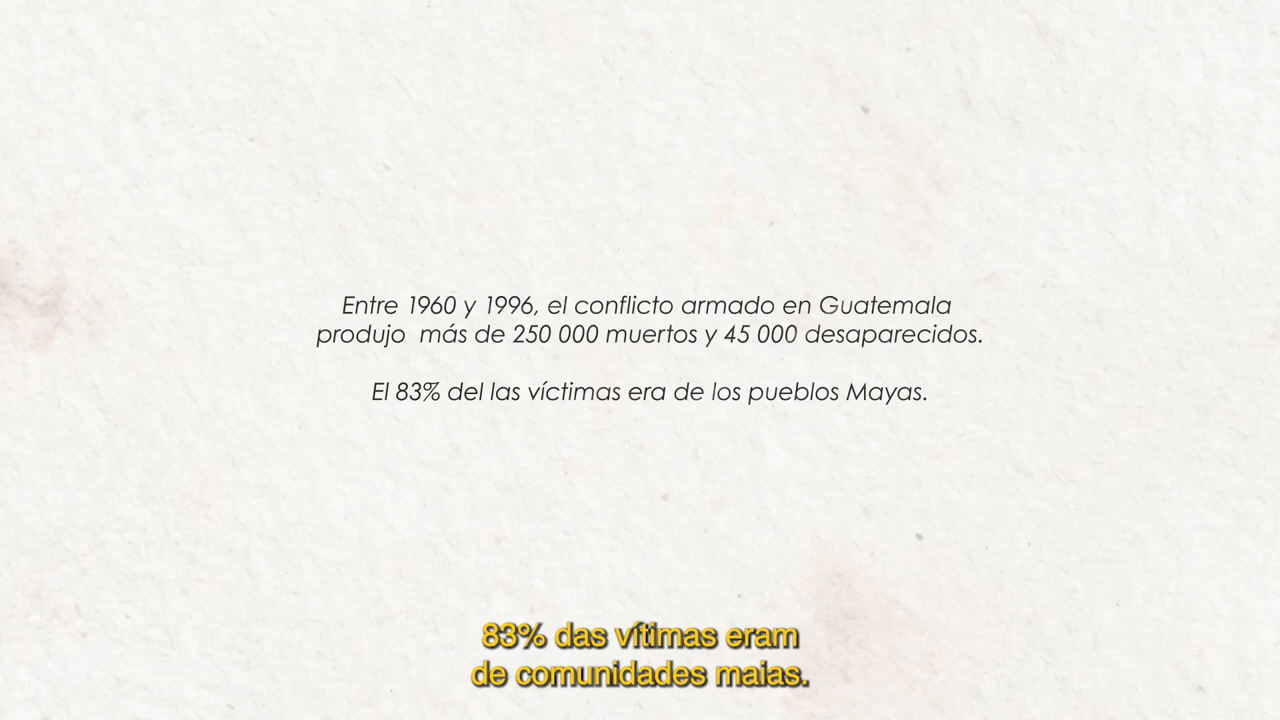 Entre 1960 y 1996, el conflicto armado en Guatemala
produjo  más de 250 000 muertos y 45 000 desaparecidos.
El 83% del las víctimas era de los pueblos Mayas.
83% das vítimas eram
de comunidades maias.